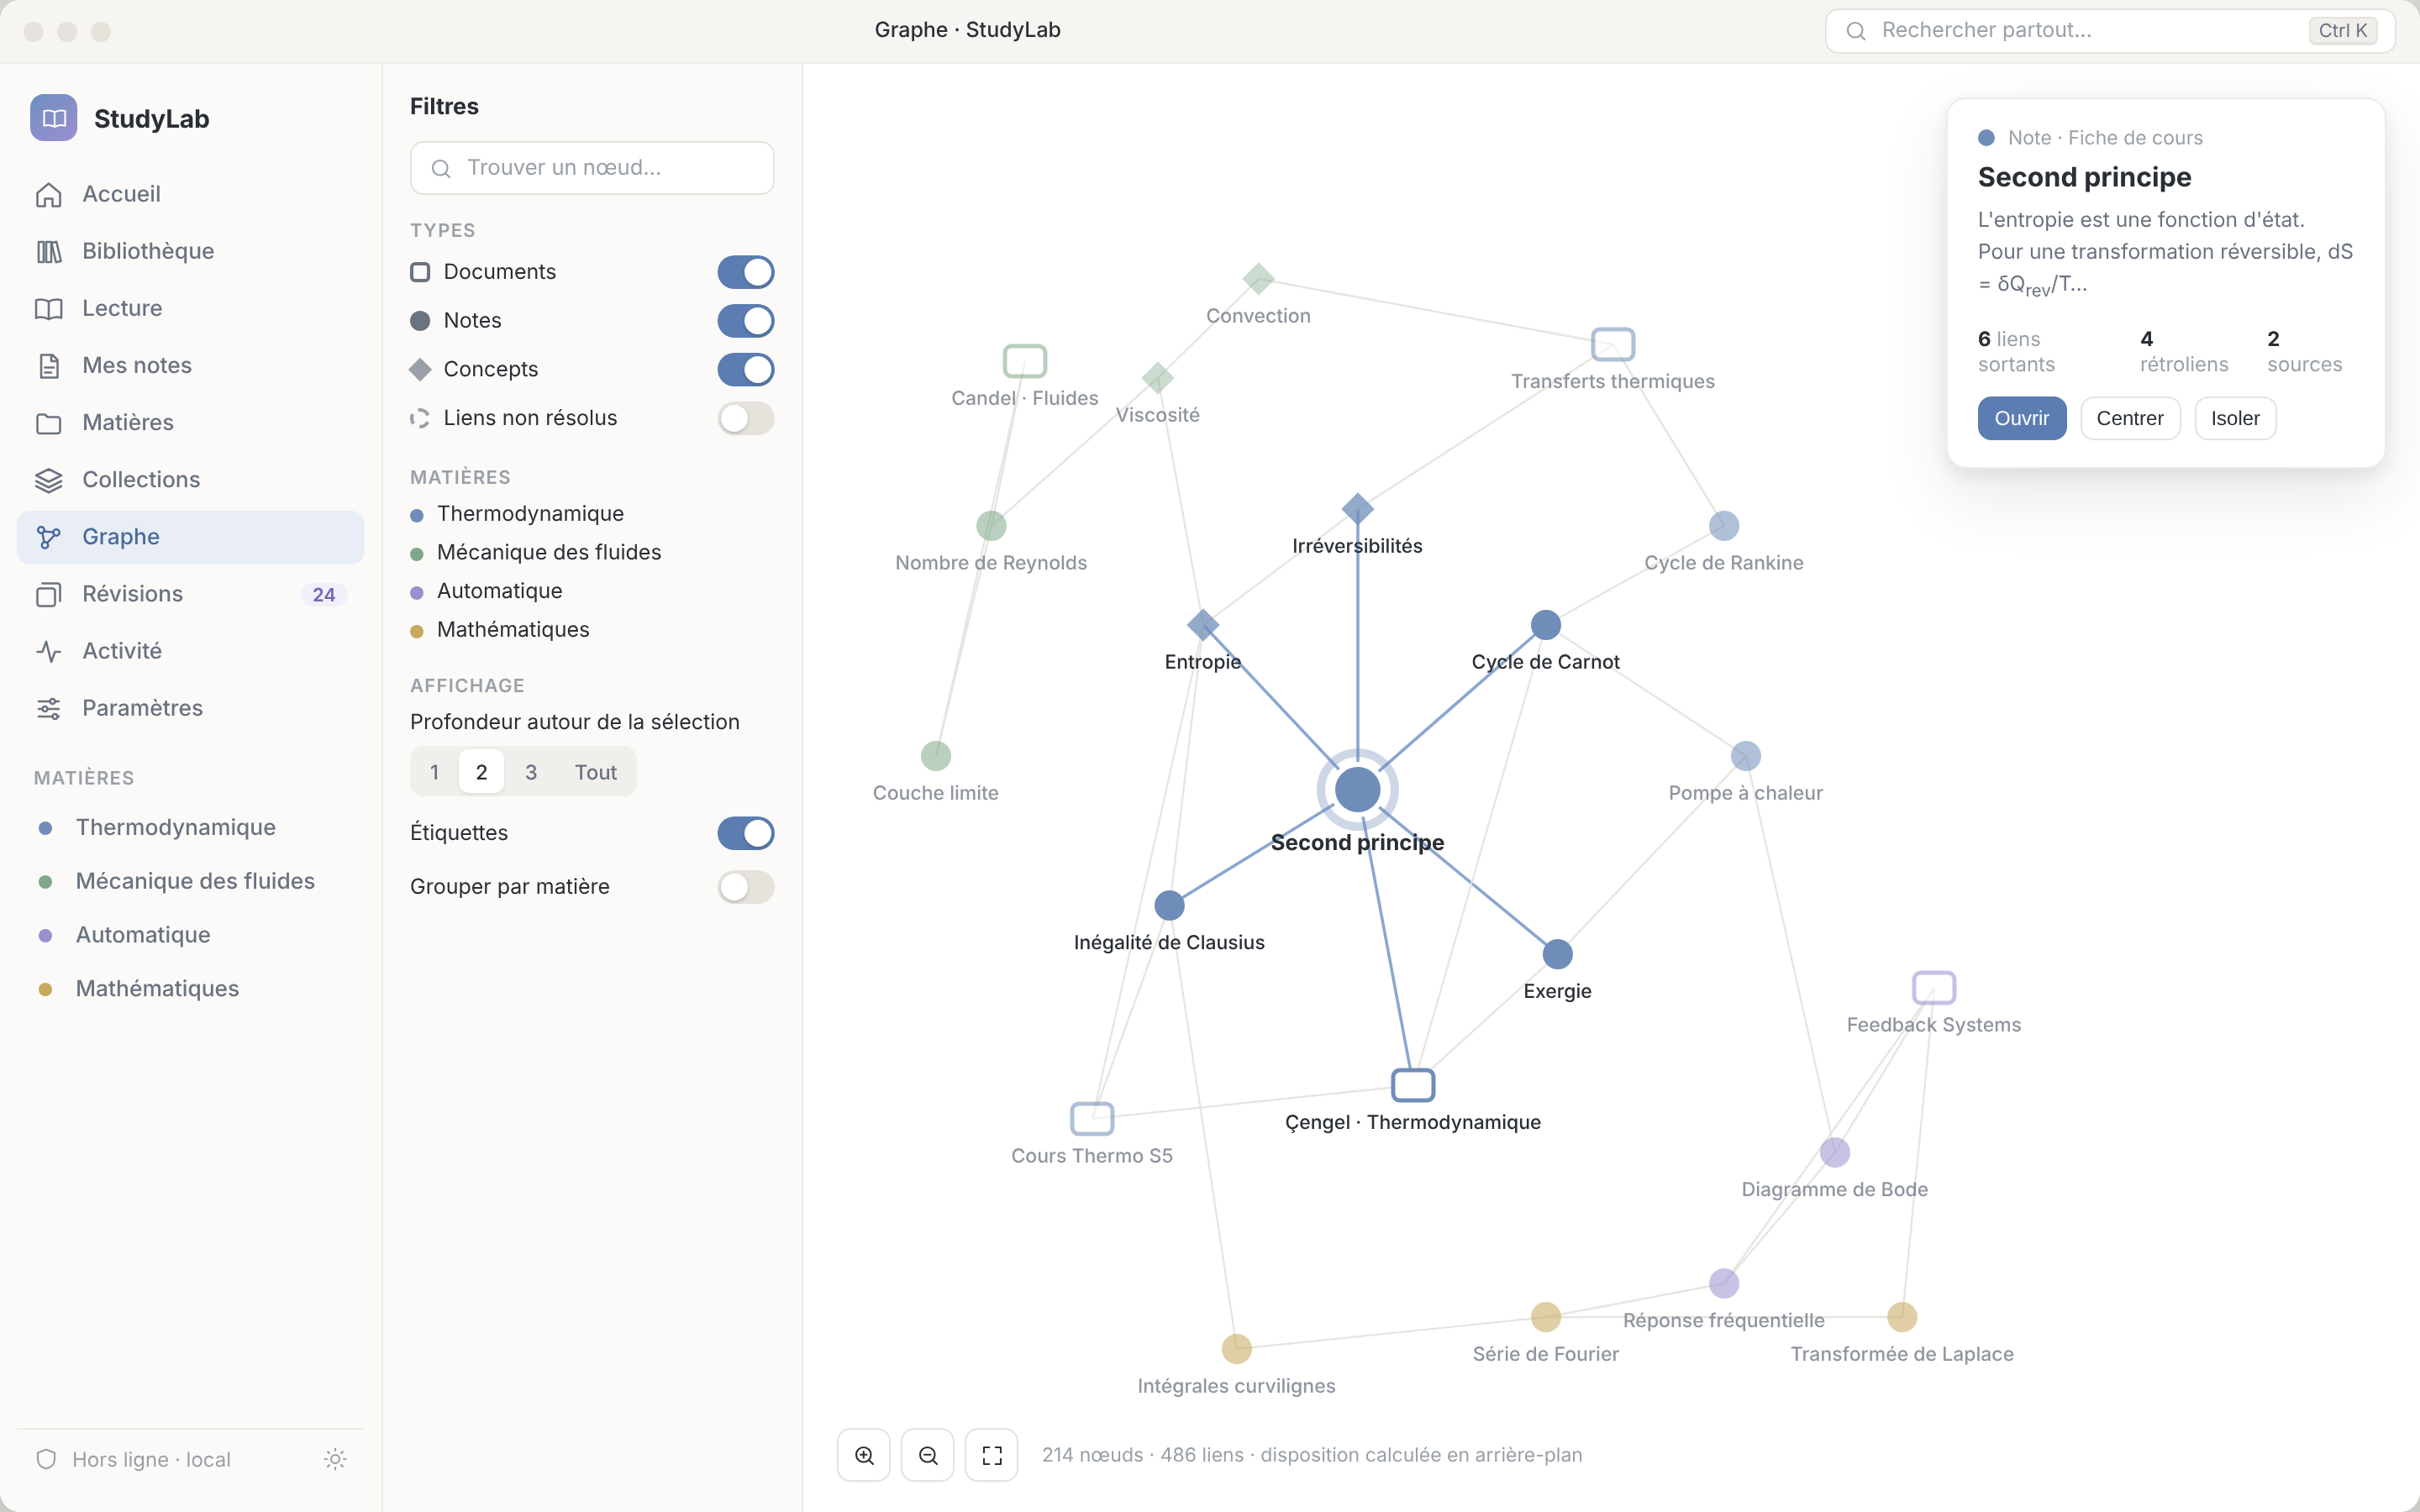 Graphe · StudyLab
Rechercher partout...
Ctrl K
StudyLab
Accueil
Bibliothèque
Lecture
Mes notes
Matières
Collections
Graphe
Révisions
24
Activité
Paramètres
MATIÈRES
Thermodynamique
Mécanique des fluides
Automatique
Mathématiques
Hors ligne · local
Filtres
Trouver un nœud...
TYPES
Documents
Notes
Concepts
Liens non résolus
MATIÈRES
Thermodynamique
Mécanique des fluides
Automatique
Mathématiques
AFFICHAGE
Profondeur autour de la sélection
1 2 3 Tout
Étiquettes
Grouper par matière
Convection
Candel · Fluides
Transferts thermiques
Viscosité
Irréversibilités
Nombre de Reynolds
Cycle de Rankine
Entropie
Cycle de Carnot
Couche limite
Pompe à chaleur
Second principe
Inégalité de Clausius
Exergie
Feedback Systems
Çengel · Thermodynamique
Cours Thermo S5
Diagramme de Bode
Réponse fréquentielle
Série de Fourier
Transformée de Laplace
Intégrales curvilignes
214 nœuds · 486 liens · disposition calculée en arrière-plan
Note · Fiche de cours
Second principe
L'entropie est une fonction d'état.
Pour une transformation réversible, dS
= δQrev/T...
6 liens sortants
4 rétroliens
2 sources
Ouvrir
Centrer
Isoler